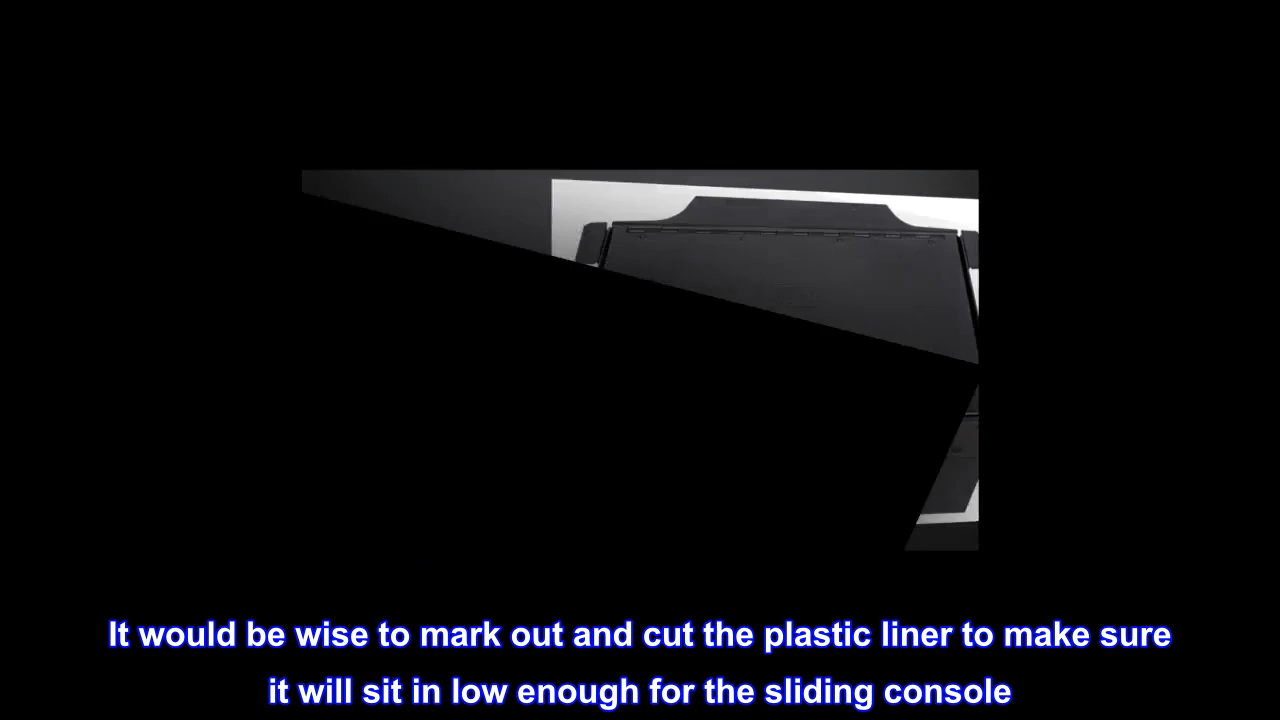 It would be wise to mark out and cut the plastic liner to make sure
it will sit in low enough for the sliding console